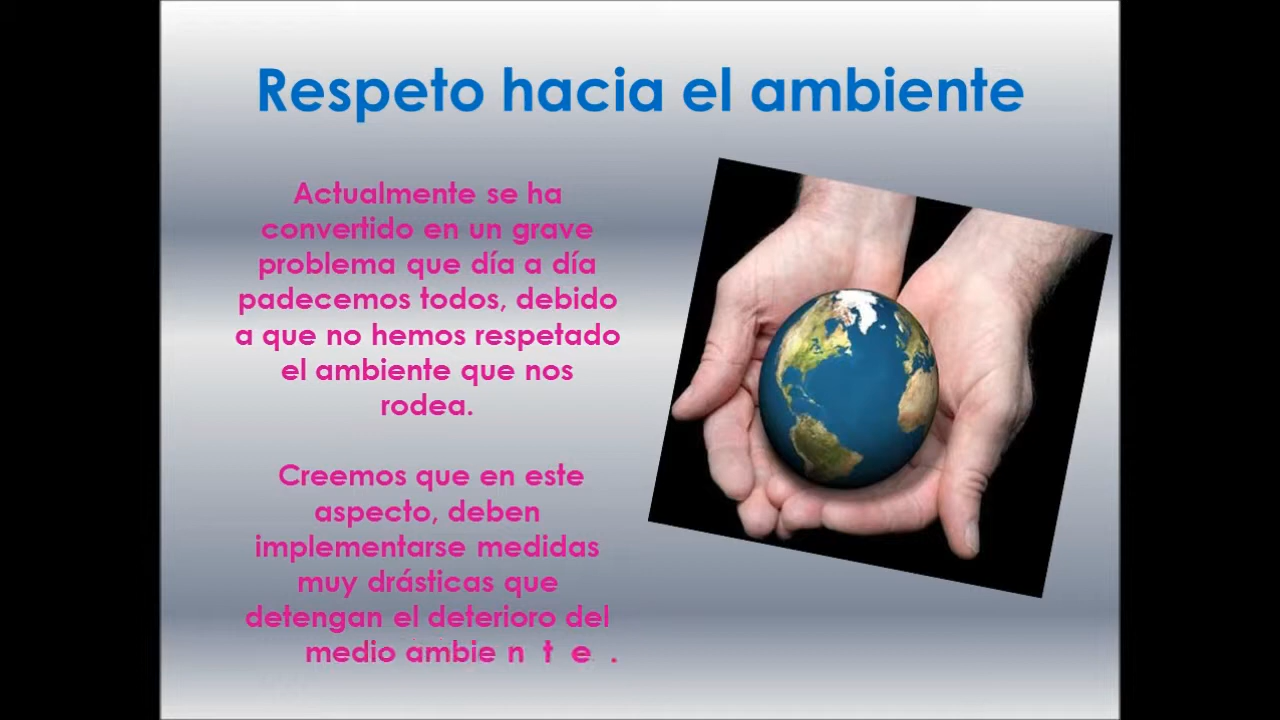 Respeto hacia el ambiente
Actualmente se ha
convertido en un grave
problema que día a día
padecemos todos, debido
a que no hemos respetado
el ambiente que nos
rodea.
Creemos que en este
aspecto, deben
implementarse medidas
muy drásticas que
detengan el deterioro del
medio ambiente.